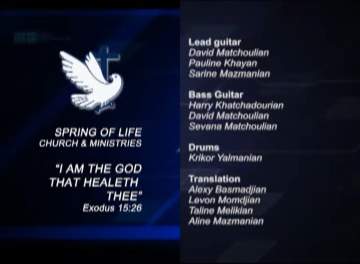 SPRING OF LIFE
CHURCH & MINISTRIES
“I AM THE GOD
THAT HEALETH
THEE”
Exodus 15:26
Lead guitar
David Matchoulian
Pauline Khayan
Sarine Mazmanian
Bass Guitar
Harry Khatchadourian
David Matchoulian
Sevana Matchoulian
Drums
Krikor Yalmanian
Translation
Alexy Basmadjian
Levon Momdjian
Taline Melikian
Aline Mazmanian